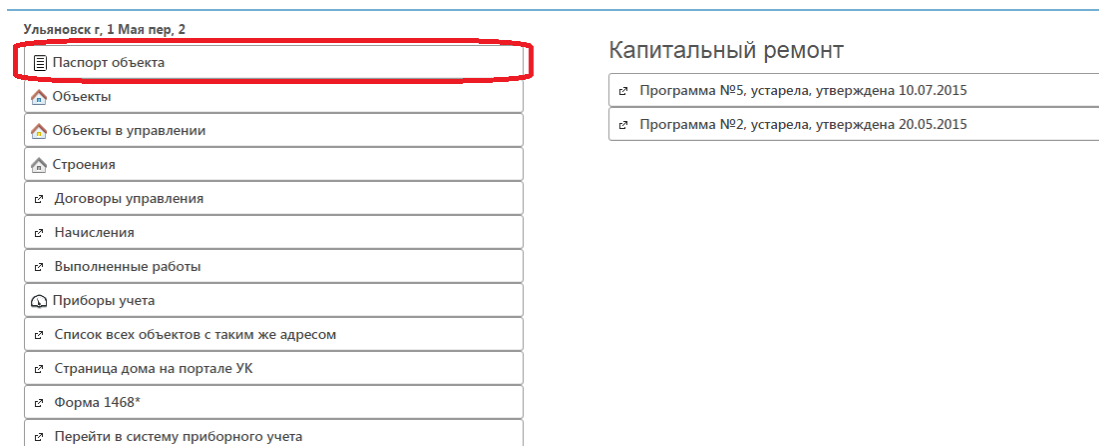 Ульяновск г, 1 Мая пер, 2
Паспорт объекта
Объекты
Объекты в управлении
Строения
Договоры управления
Начисления
Выполненные работы
Приборы учета
Список всех объектов с таким же адресом
Страница дома на портале УК
Форма 1468*
Перейти в систему приборного учета
Капитальный ремонт
Программа №5, устарела, утверждена 10.07.2015
Программа №2, устарела, утверждена 20.05.2015